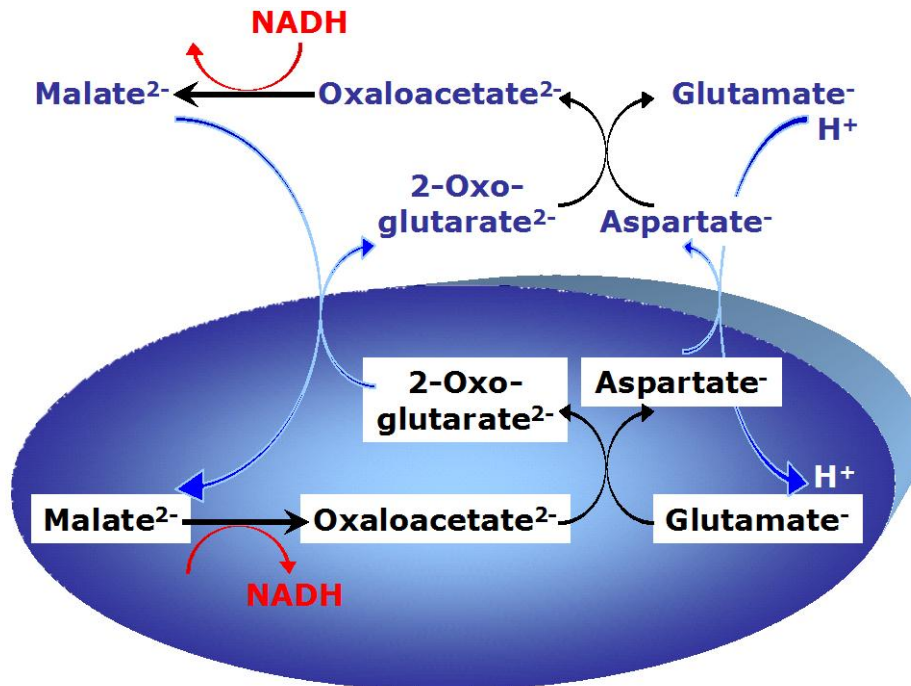 NADH
Malate²⁻ Oxaloacetate²⁻ Glutamate⁻
H⁺
2-Oxo-
glutarate²⁻ Aspartate⁻
2-Oxo-
glutarate²⁻
Aspartate⁻
H⁺
Malate²⁻ Oxaloacetate²⁻ Glutamate⁻
NADH